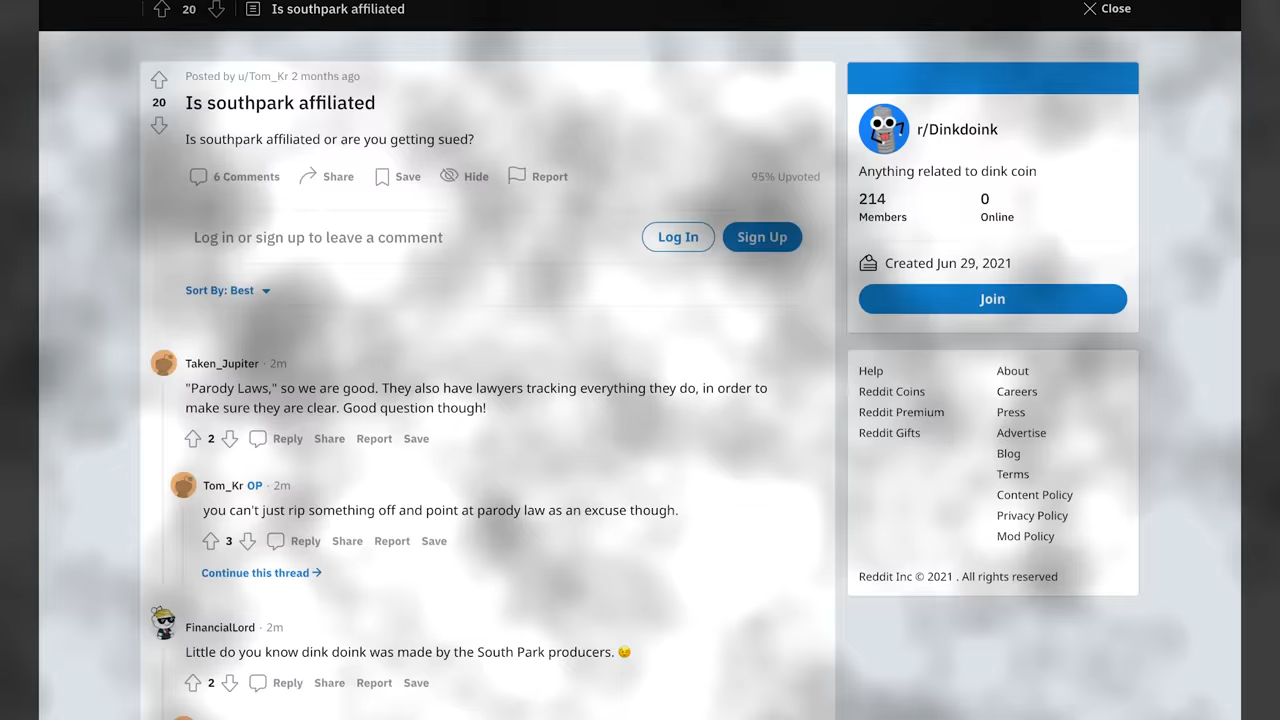 20 Is southpark affiliated Close
Posted by u/Tom_Kr 2 months ago
20
Is southpark affiliated
Is southpark affiliated or are you getting sued?
6 Comments Share Save Hide Report 95% Upvoted
Log in or sign up to leave a comment Log In Sign Up
Sort By: Best
Taken_Jupiter · 2m
"Parody Laws," so we are good. They also have lawyers tracking everything they do, in order to
make sure they are clear. Good question though!
2 Reply Share Report Save
Tom_Kr OP · 2m
you can't just rip something off and point at parody law as an excuse though.
3 Reply Share Report Save
Continue this thread →
FinancialLord · 2m
Little do you know dink doink was made by the South Park producers. 😉
2 Reply Share Report Save
r/Dinkdoink
Anything related to dink coin
214 0
Members Online
Created Jun 29, 2021
Join
Help About
Reddit Coins Careers
Reddit Premium Press
Reddit Gifts Advertise
Blog
Terms
Content Policy
Privacy Policy
Mod Policy
Reddit Inc © 2021 . All rights reserved